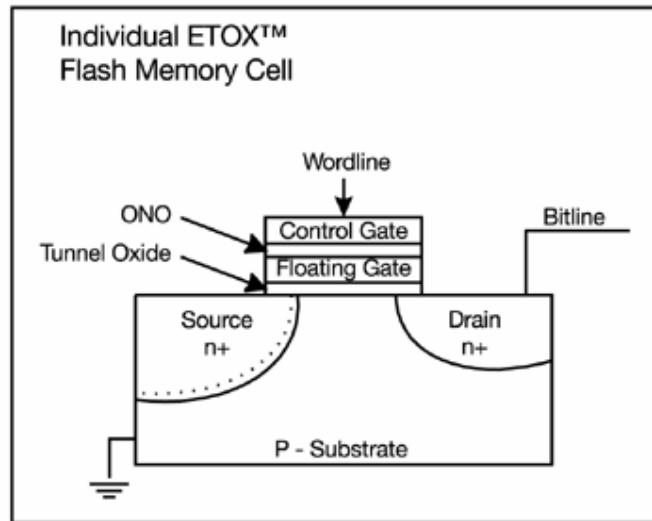 Individual ETOX™
Flash Memory Cell
Wordline
ONO
Control Gate
Bitline
Tunnel Oxide
Floating Gate
Source
n+
Drain
n+
P - Substrate